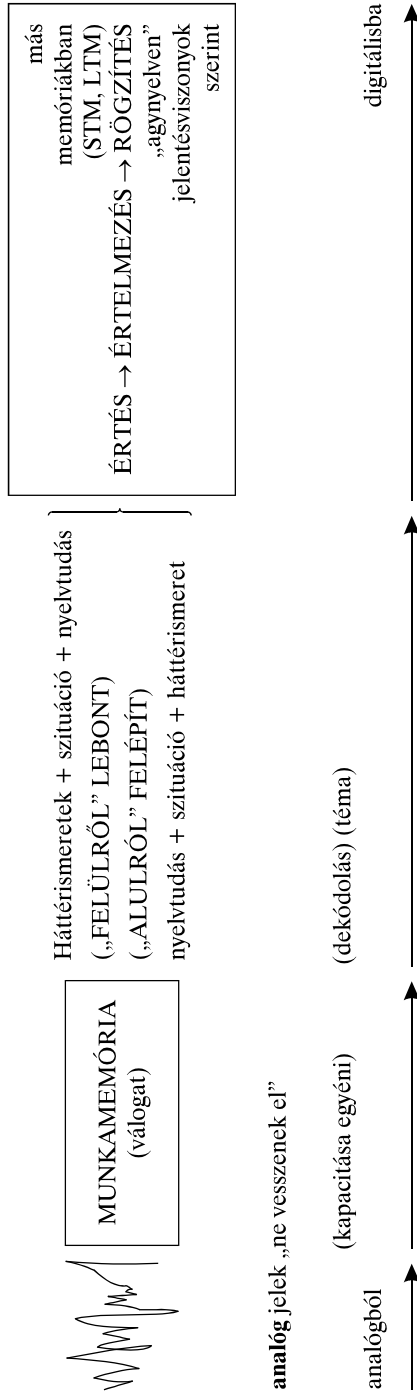 MUNKAMEMÓRIA
(válogat)
Háttérismeretek + szituáció + nyelvtudás
(„FELÜLRŐL” LEBONT)
(„ALULRÓL” FELÉPÍT)
nyelvtudás + szituáció + háttérismeret
más
memóriákban
(STM, LTM)
ÉRTÉS → ÉRTELMEZÉS → RÖGZÍTÉS
„agynyelven”
jelentésviszonyok
szerint
analóg jelek „ne vesszenek el”
(kapacitása egyéni)
(dekódolás) (téma)
analógból
digitálisba